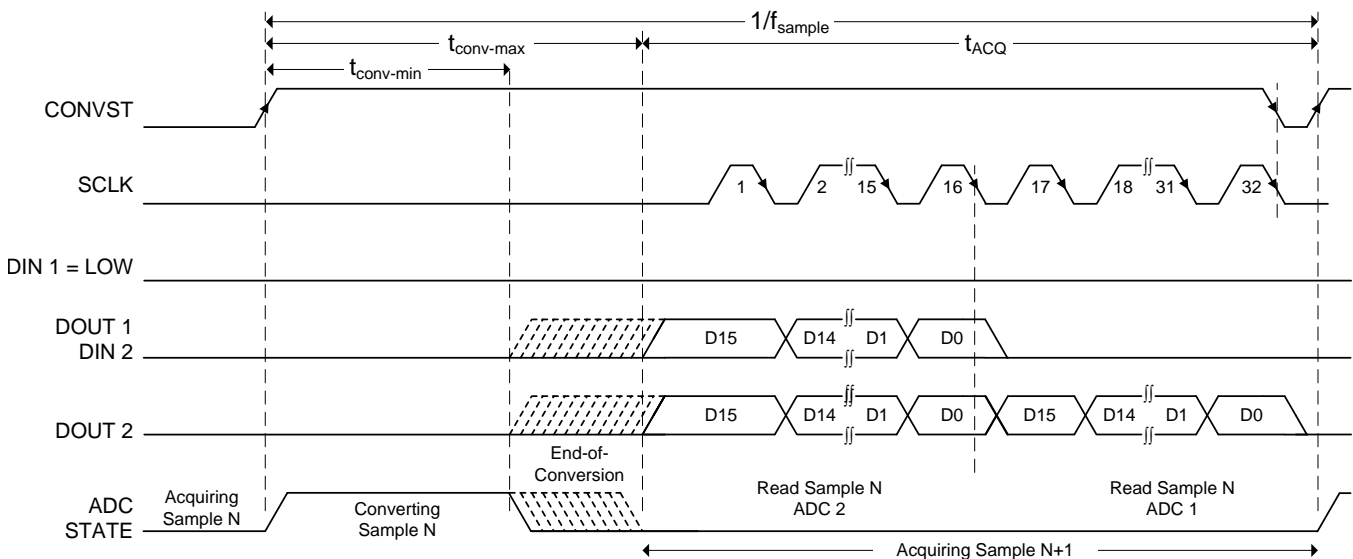 1/fsample
tconv-max
tACQ
tconv-min
CONVST
SCLK
1 2 15 16 17 18 31 32
DIN 1 = LOW
DOUT 1
DIN 2
D15 D14 D1 D0
DOUT 2
D15 D14 D1 D0 D15 D14 D1 D0
End-of-
Conversion
ADC
STATE
Acquiring
Sample N
Converting
Sample N
Read Sample N
ADC 2
Read Sample N
ADC 1
Acquiring Sample N+1